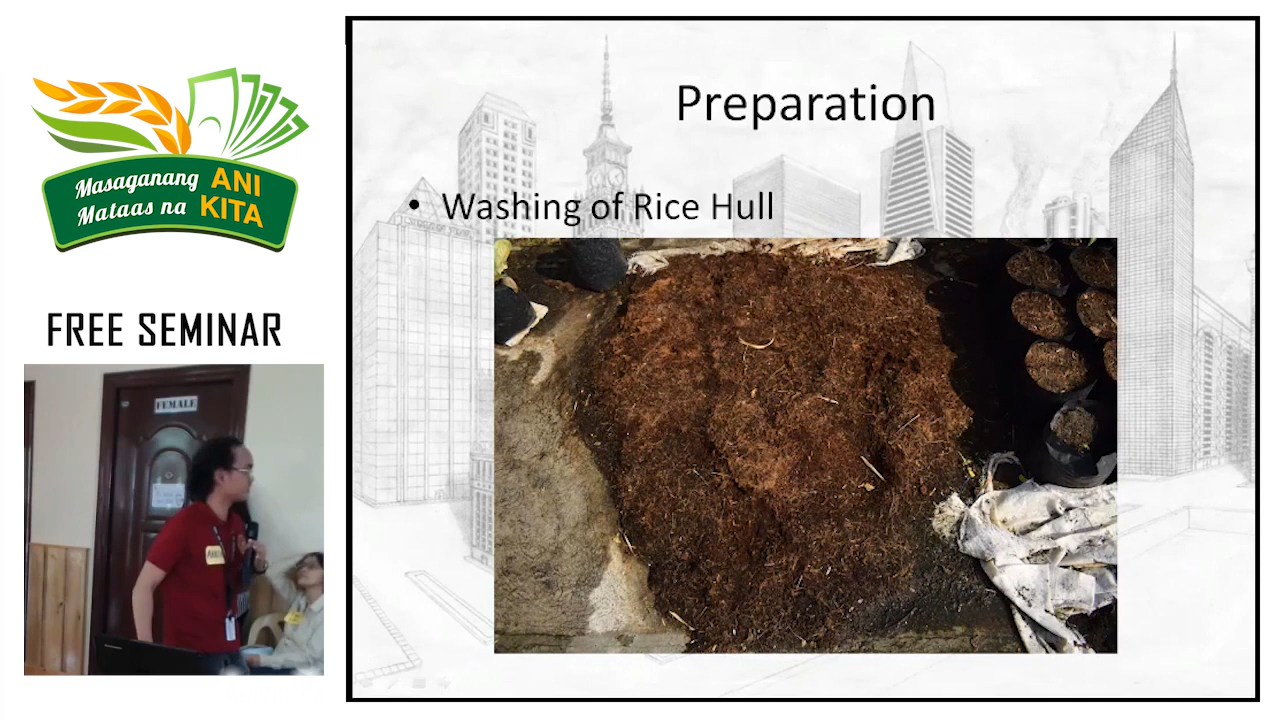 Masaganang ANI
Mataas na KITA
FREE SEMINAR
FEMALE
Preparation
• Washing of Rice Hull